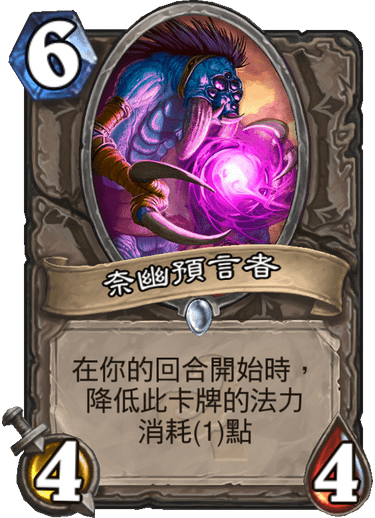 6
奈幽預言者
在你的回合開始時，
降低此卡牌的法力
消耗(1)點
4
4